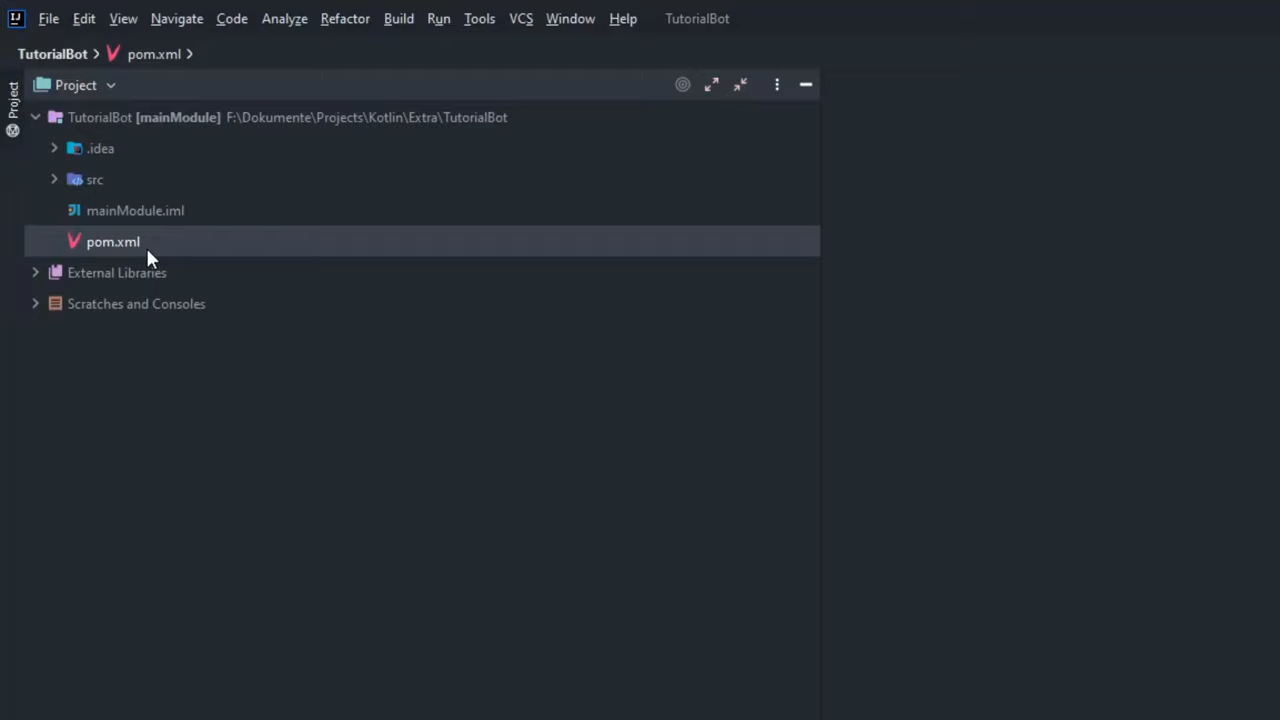 IJ File Edit View Navigate Code Analyze Refactor Build Run Tools VCS Window Help TutorialBot
TutorialBot pom.xml
Project
Project
TutorialBot [mainModule] F:\Dokumente\Projects\Kotlin\Extra\TutorialBot
.idea
src
mainModule.iml
pom.xml
External Libraries
Scratches and Consoles